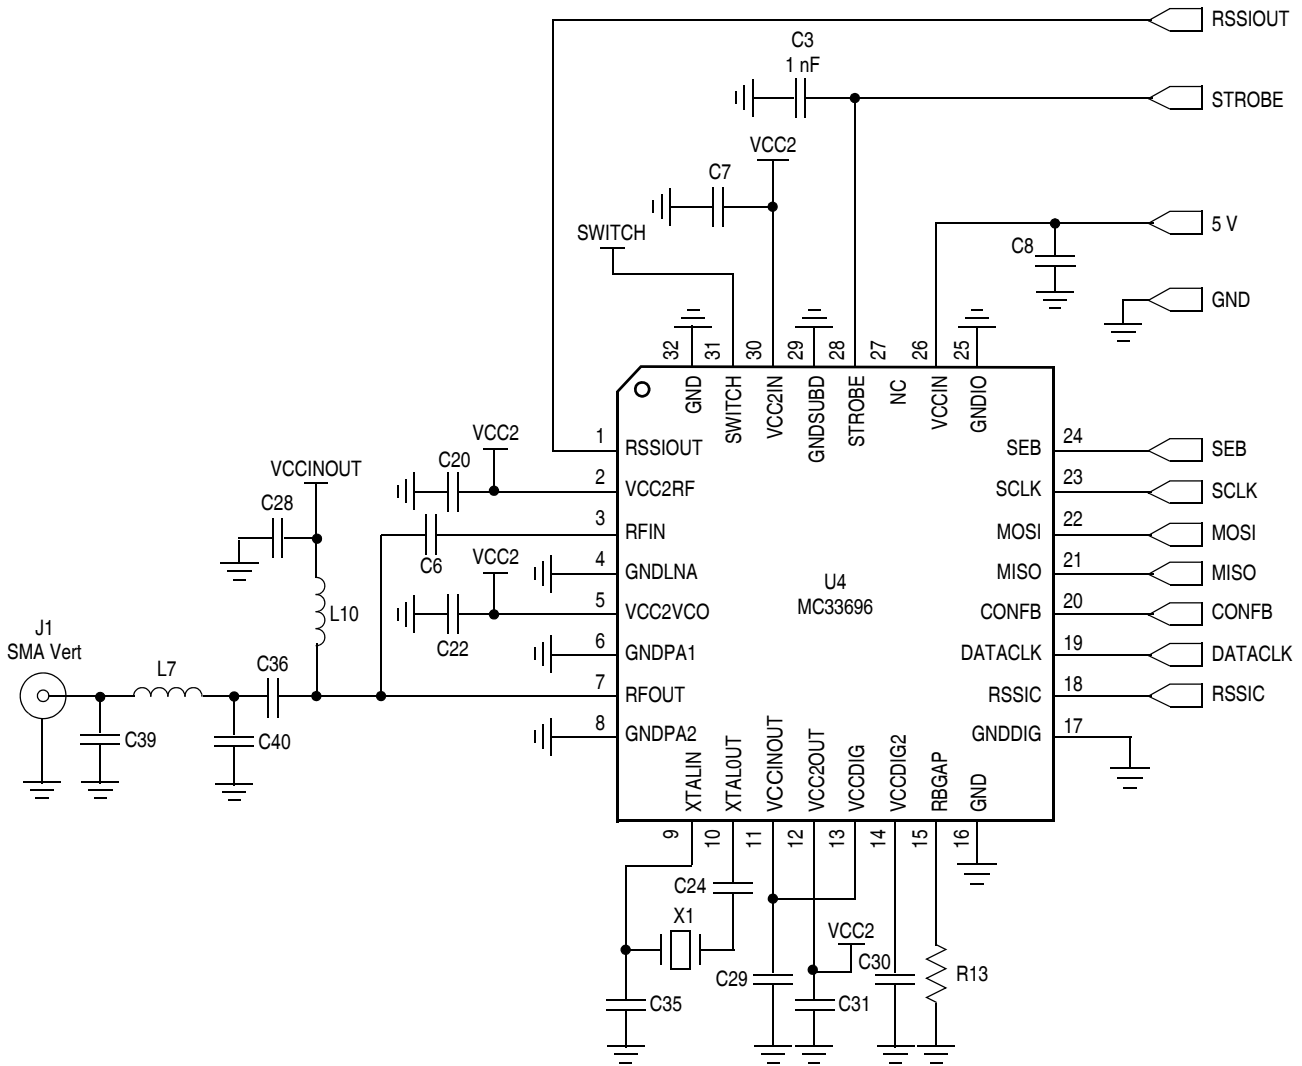 RSSIOUT
C3
1 nF
STROBE
VCC2
C7
SWITCH
5 V
C8
GND
32
31
30
29
28
27
26
25
GND
SWITCH
VCC2IN
GNDSUBD
STROBE
NC
VCCIN
GNDIO
VCC2
C20
1
RSSIOUT
SEB
24
SEB
VCCINOUT
2
VCC2RF
SCLK
23
SCLK
C28
3
RFIN
MOSI
22
MOSI
C6
VCC2
4
GNDLNA
U4
MC33696
MISO
21
MISO
L10
5
VCC2VCO
CONFB
20
CONFB
C22
J1
SMA Vert
6
GNDPA1
DATACLK
19
DATACLK
L7
C36
7
RFOUT
RSSIC
18
RSSIC
C39
C40
8
GNDPA2
GNDDIG
17
XTALIN
XTALOUT
VCCINOUT
VCC2OUT
VCCDIG
VCCDIG2
RBGAP
GND
9
10
11
12
13
14
15
16
C24
X1
VCC2
C35
C29
C31
C30
R13